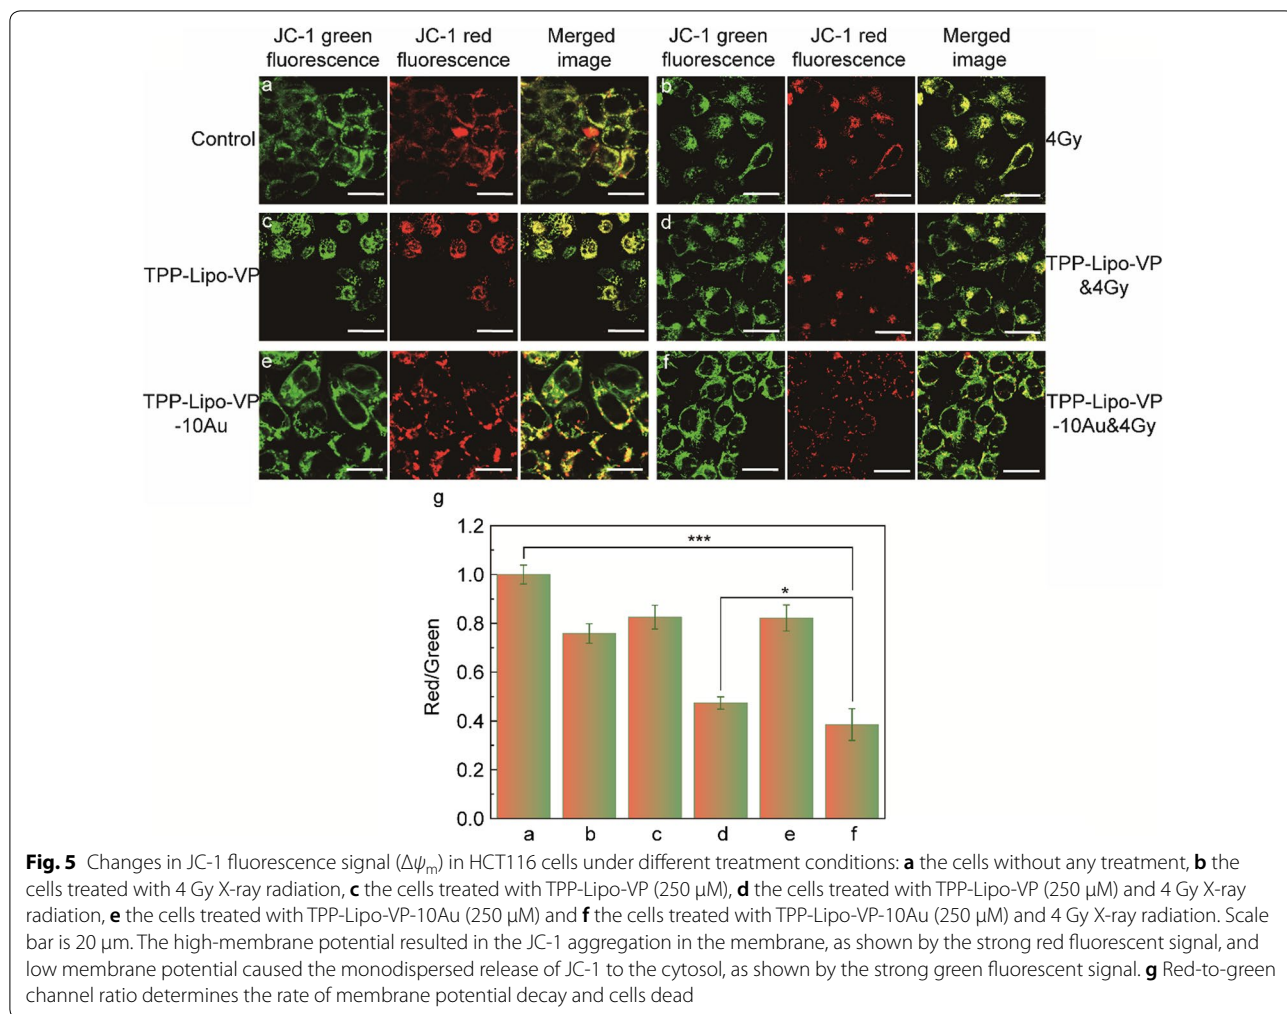 JC-1 green fluorescence
JC-1 red fluorescence
Merged image
JC-1 green fluorescence
JC-1 red fluorescence
Merged image
Control
a
b
4Gy
TPP-Lipo-VP
c
d
TPP-Lipo-VP
&4Gy
TPP-Lipo-VP
-10Au
e
f
TPP-Lipo-VP
-10Au&4Gy
g
Red/Green
1.2
1.0
0.8
0.6
0.4
0.2
0.0
***
*
a b c d e f
Fig. 5 Changes in JC-1 fluorescence signal (Δψm) in HCT116 cells under different treatment conditions: a the cells without any treatment, b the
cells treated with 4 Gy X-ray radiation, c the cells treated with TPP-Lipo-VP (250 μM), d the cells treated with TPP-Lipo-VP (250 μM) and 4 Gy X-ray
radiation, e the cells treated with TPP-Lipo-VP-10Au (250 μM) and f the cells treated with TPP-Lipo-VP-10Au (250 μM) and 4 Gy X-ray radiation. Scale
bar is 20 μm. The high-membrane potential resulted in the JC-1 aggregation in the membrane, as shown by the strong red fluorescent signal, and
low membrane potential caused the monodispersed release of JC-1 to the cytosol, as shown by the strong green fluorescent signal. g Red-to-green
channel ratio determines the rate of membrane potential decay and cells dead